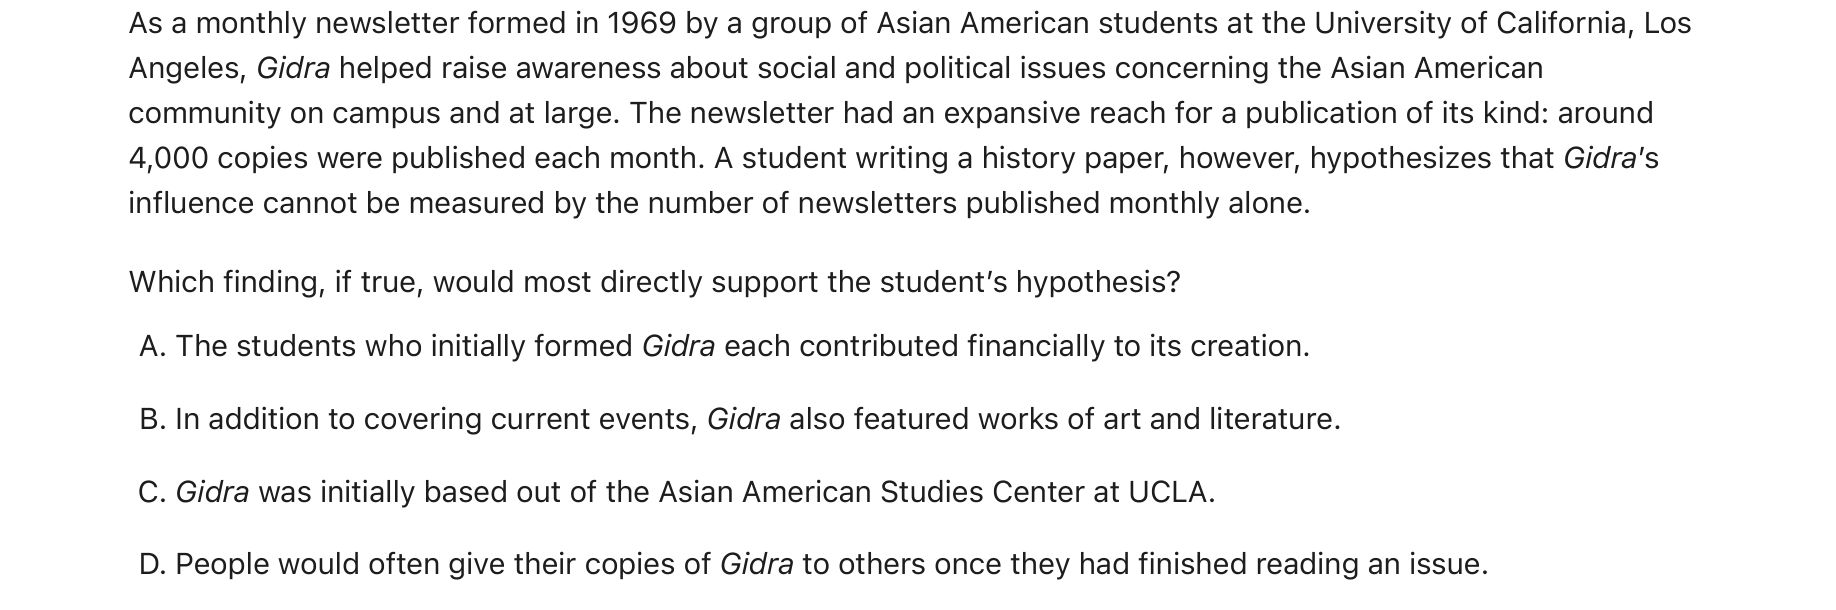 As a monthly newsletter formed in 1969 by a group of Asian American students at the University of California, Los
Angeles, Gidra helped raise awareness about social and political issues concerning the Asian American
community on campus and at large. The newsletter had an expansive reach for a publication of its kind: around
4,000 copies were published each month. A student writing a history paper, however, hypothesizes that Gidra's
influence cannot be measured by the number of newsletters published monthly alone.
Which finding, if true, would most directly support the student’s hypothesis?
A. The students who initially formed Gidra each contributed financially to its creation.
B. In addition to covering current events, Gidra also featured works of art and literature.
C. Gidra was initially based out of the Asian American Studies Center at UCLA.
D. People would often give their copies of Gidra to others once they had finished reading an issue.